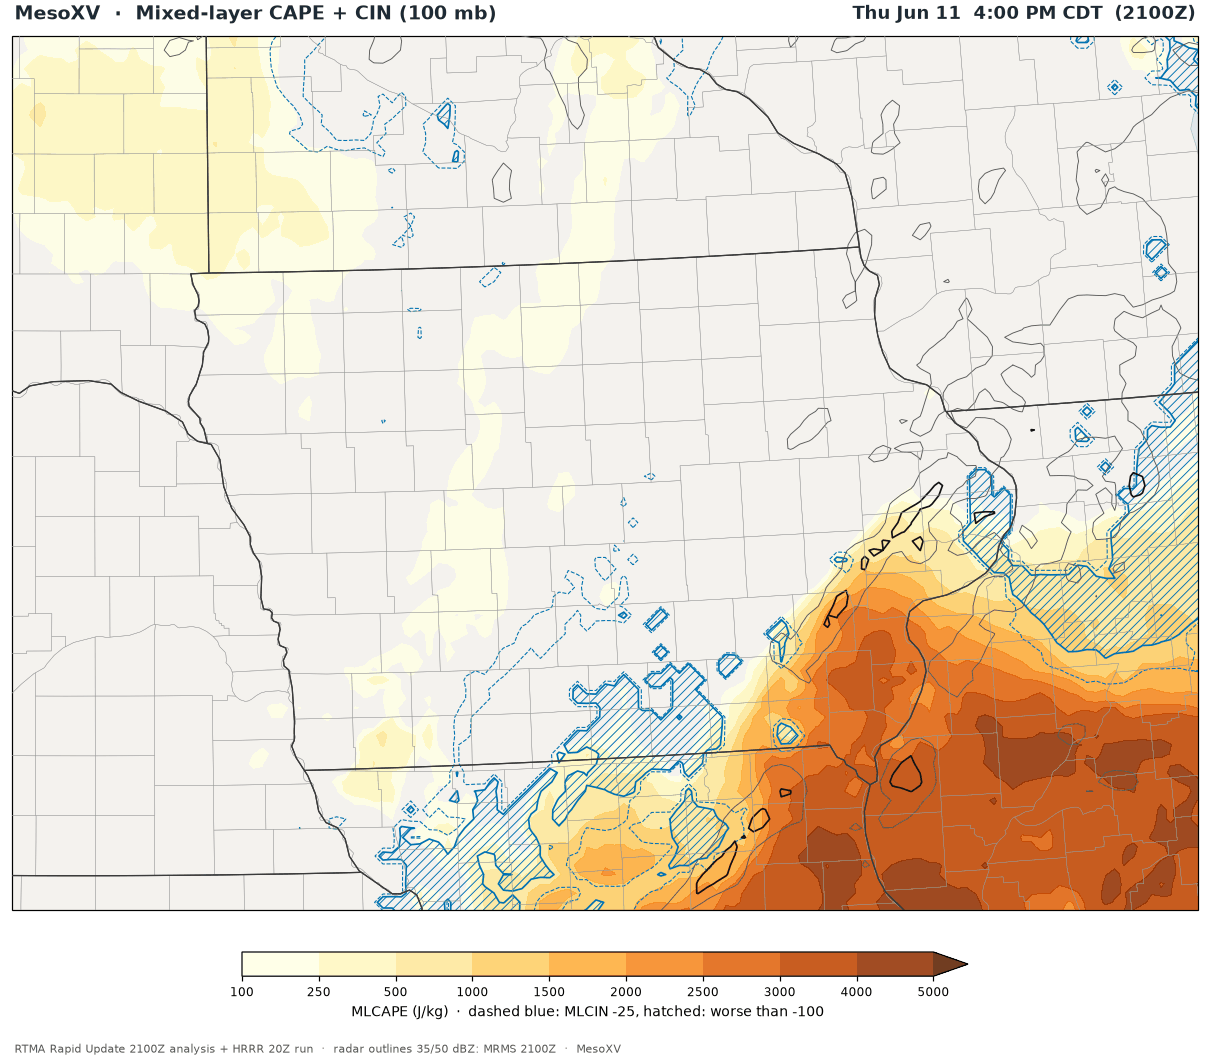 MesoXV · Mixed-layer CAPE + CIN (100 mb)
Thu Jun 11 4:00 PM CDT (2100Z)
100 250 500 1000 1500 2000 2500 3000 4000 5000
MLCAPE (J/kg) · dashed blue: MLCIN -25, hatched: worse than -100
RTMA Rapid Update 2100Z analysis + HRRR 20Z run · radar outlines 35/50 dBZ: MRMS 2100Z · MesoXV